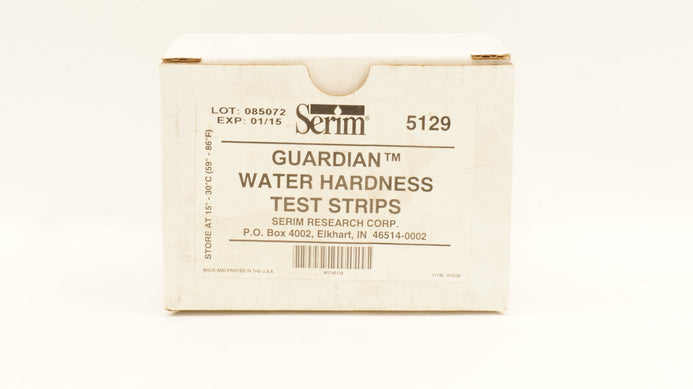 LOT: 085072
EXP: 01/15
Serim®
5129
GUARDIAN™
WATER HARDNESS
TEST STRIPS
SERIM RESEARCH CORP.
P.O. Box 4002, Elkhart, IN 46514-0002
STORE AT 15° - 30°C (59° - 86°F)
MADE AND PRINTED IN THE U.S.A.